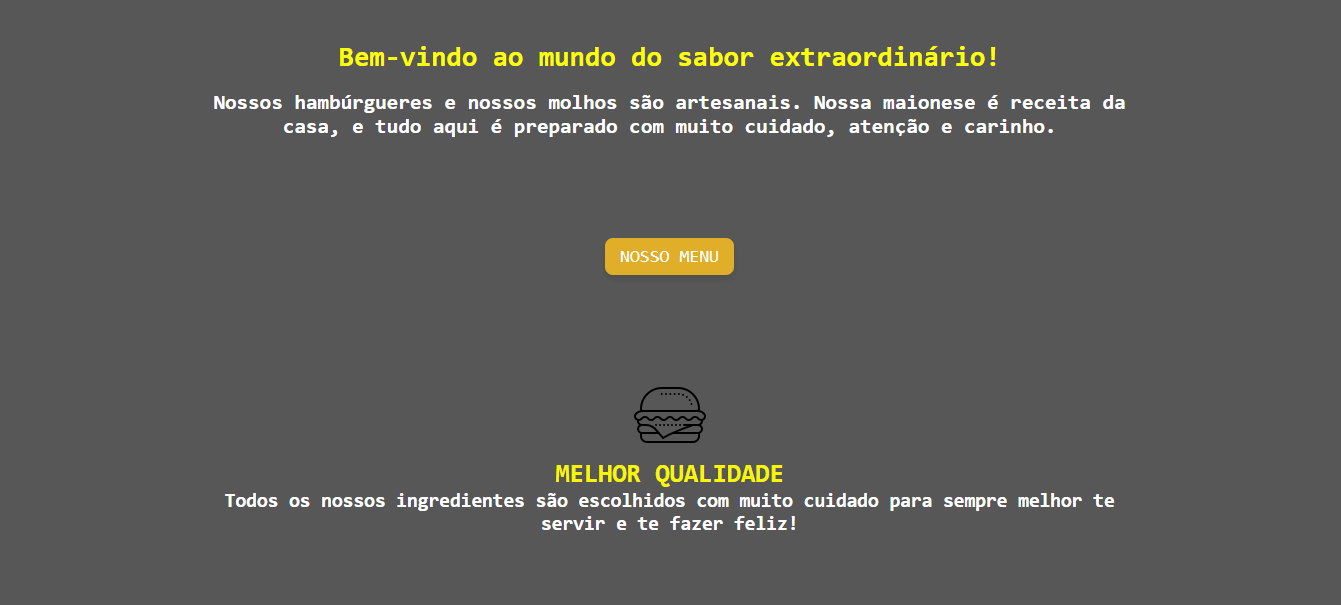 Bem-vindo ao mundo do sabor extraordinário!
Nossos hambúrgueres e nossos molhos são artesanais. Nossa maionese é receita da
casa, e tudo aqui é preparado com muito cuidado, atenção e carinho.
NOSSO MENU
MELHOR QUALIDADE
Todos os nossos ingredientes são escolhidos com muito cuidado para sempre melhor te
servir e te fazer feliz!